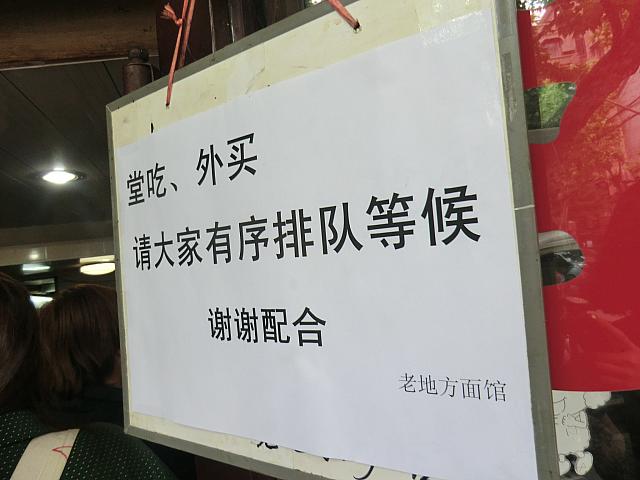 堂吃、外买
请大家有序排队等候
谢谢配合
老地方面馆